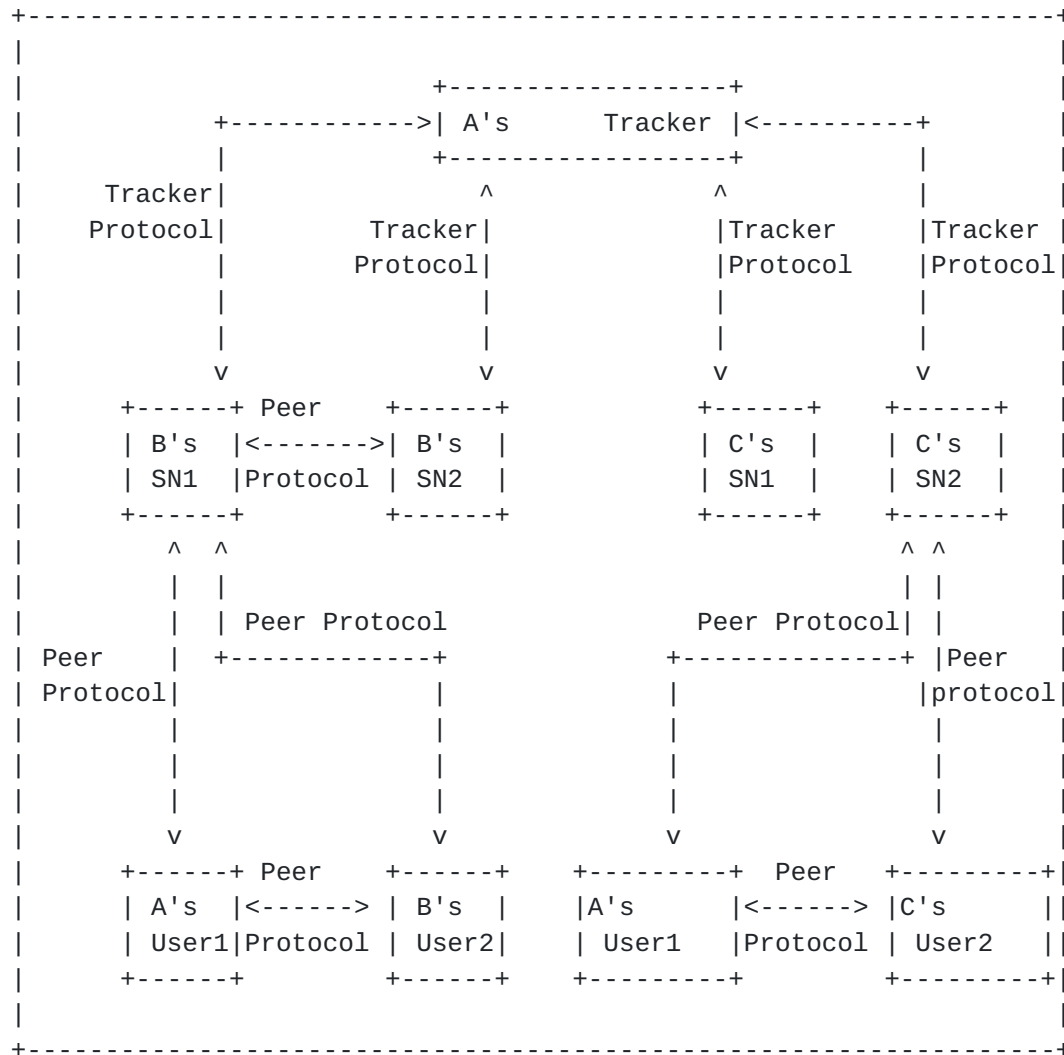 A's Tracker
Tracker
Protocol
Tracker
Protocol
Tracker
Protocol
Tracker
Protocol
Peer
Protocol
B's
SN1
B's
SN2
C's
SN1
C's
SN2
Peer Protocol
Peer Protocol
Peer
Protocol
Peer
protocol
Peer
Protocol
Peer
Protocol
A's
User1
B's
User2
A's
User1
C's
User2